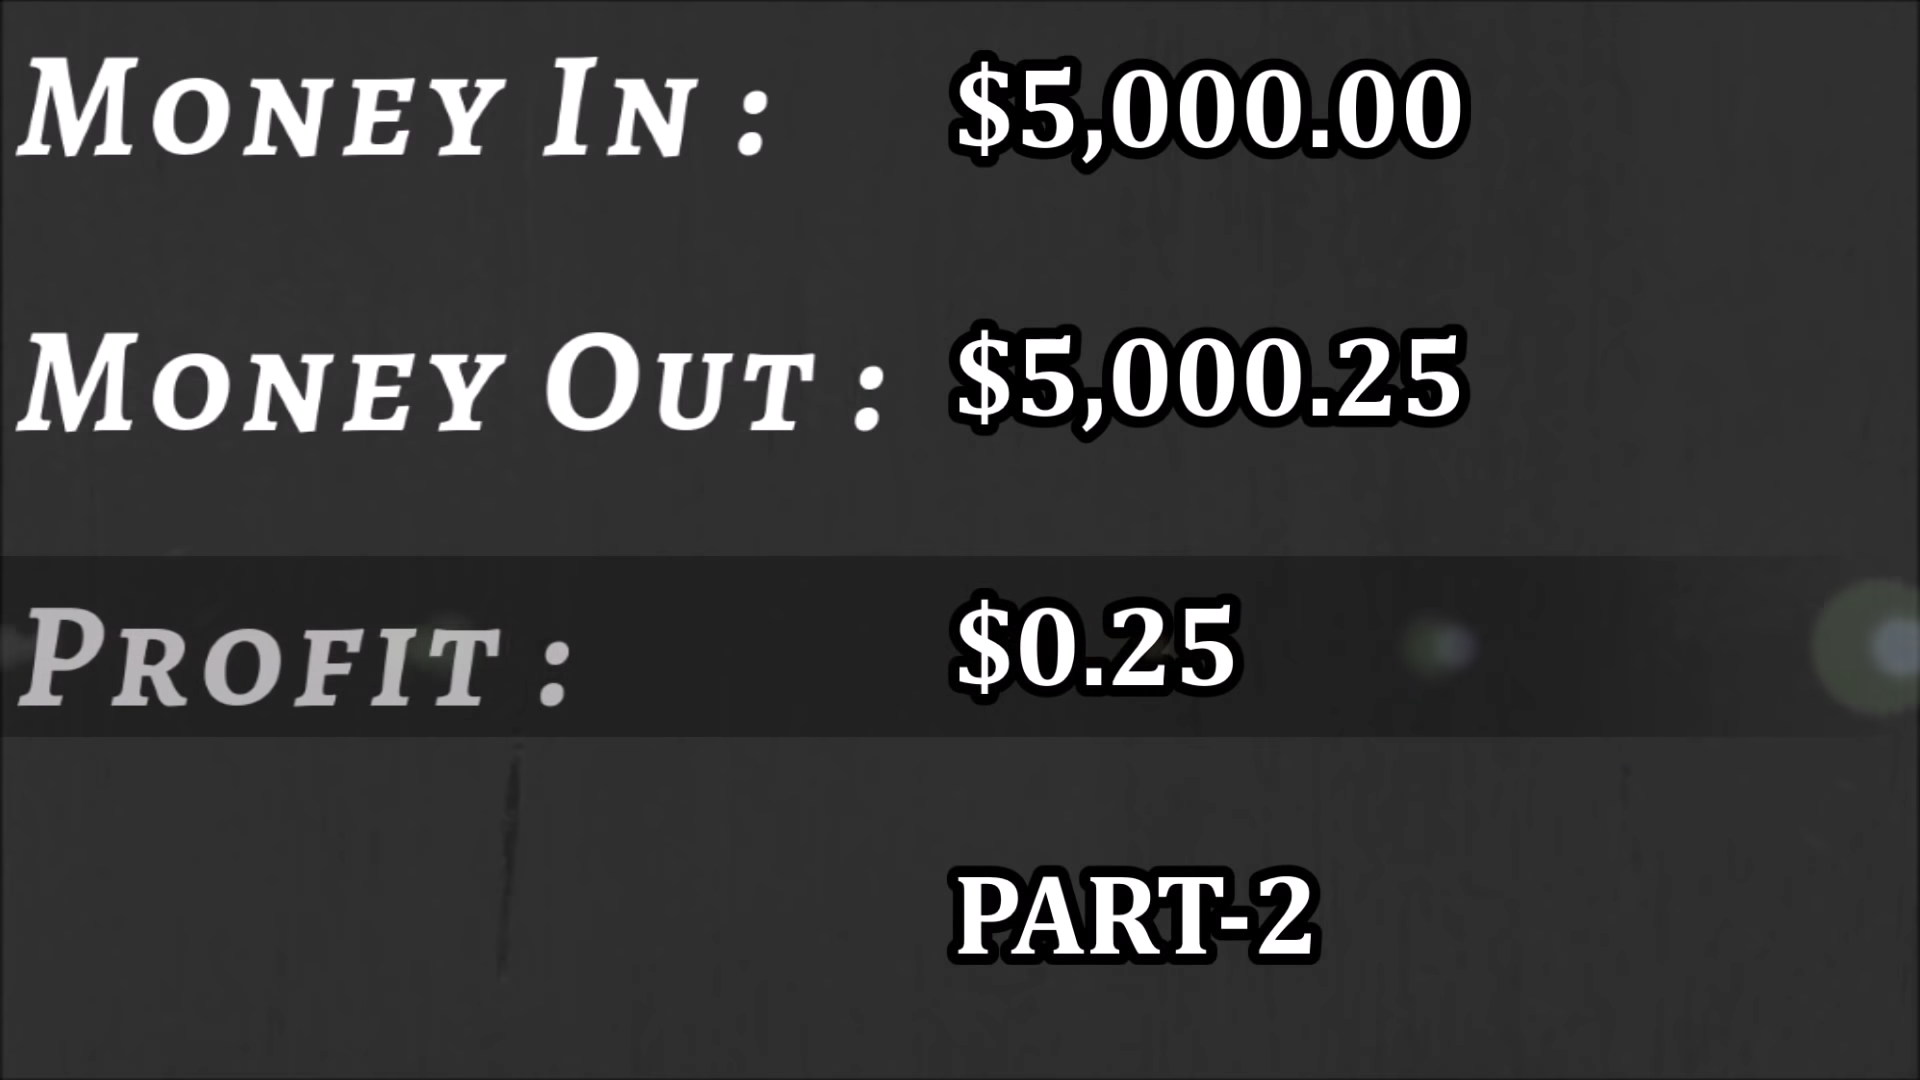 Money In : $5,000.00
Money Out : $5,000.25
Profit : $0.25
PART-2